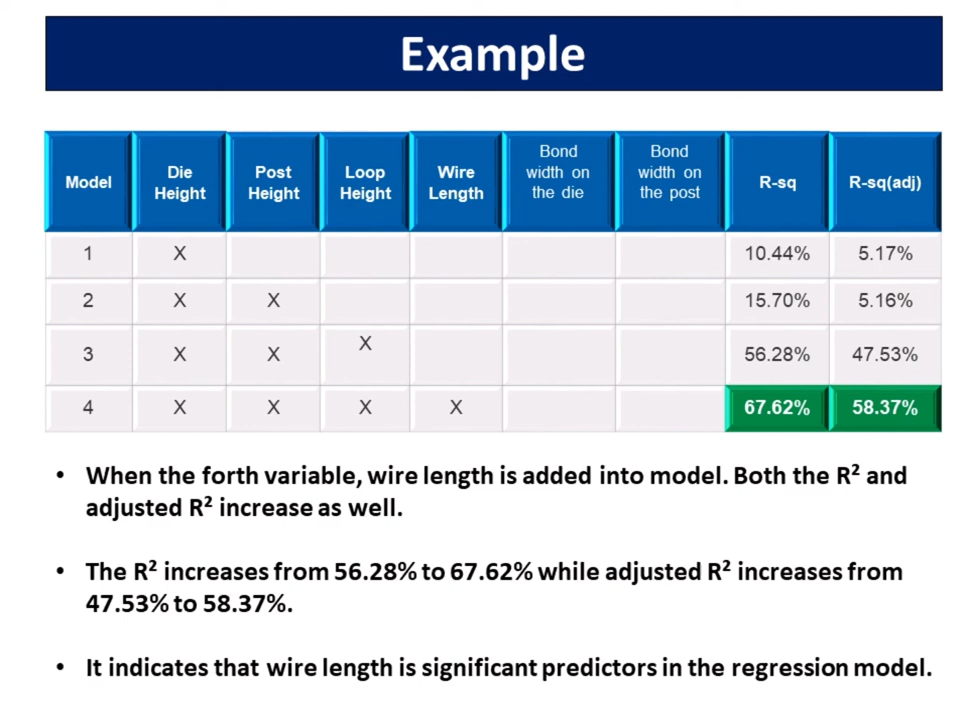 Example
Model Die Height Post Height Loop Height Wire Length Bond width on the die Bond width on the post R-sq R-sq(adj)
1 X 10.44% 5.17%
2 X X 15.70% 5.16%
3 X X X 56.28% 47.53%
4 X X X X 67.62% 58.37%
• When the forth variable, wire length is added into model. Both the R² and
adjusted R² increase as well.
• The R² increases from 56.28% to 67.62% while adjusted R² increases from
47.53% to 58.37%.
• It indicates that wire length is significant predictors in the regression model.